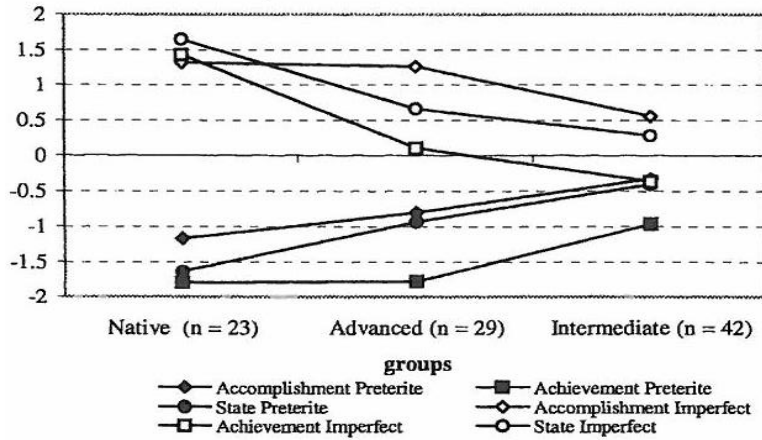 2
1.5
1
0.5
0
-0.5
-1
-1.5
-2
Native (n = 23) Advanced (n = 29) Intermediate (n = 42)
groups
Accomplishment Preterite Achievement Preterite
State Preterite Accomplishment Imperfect
Achievement Imperfect State Imperfect